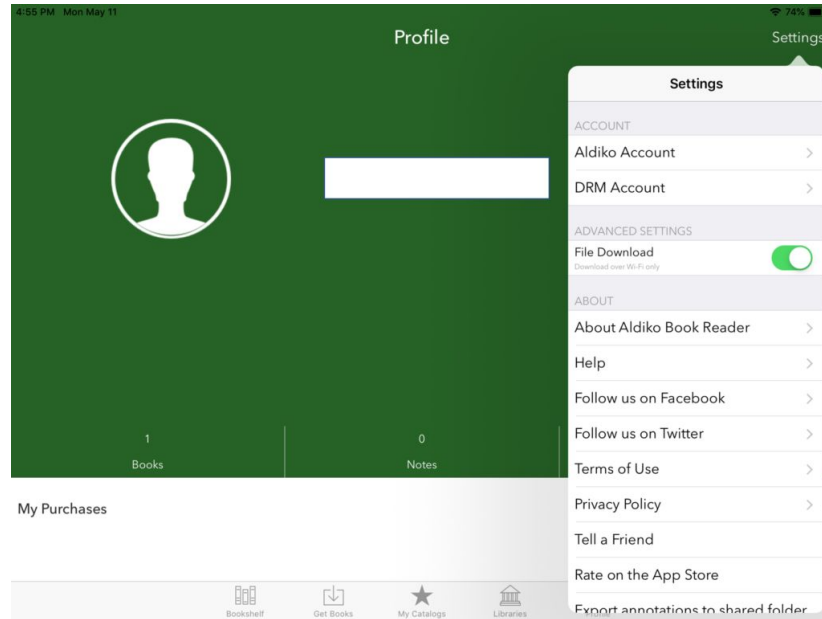 4:55 PM Mon May 11
74%
Profile
Settings
Settings
ACCOUNT
Aldiko Account
DRM Account
ADVANCED SETTINGS
File Download
Download over Wi-Fi only
ABOUT
About Aldiko Book Reader
Help
Follow us on Facebook
Follow us on Twitter
Terms of Use
Privacy Policy
Tell a Friend
Rate on the App Store
Export annotations to shared folder
1
Books
0
Notes
My Purchases
Bookshelf
Get Books
My Catalogs
Libraries